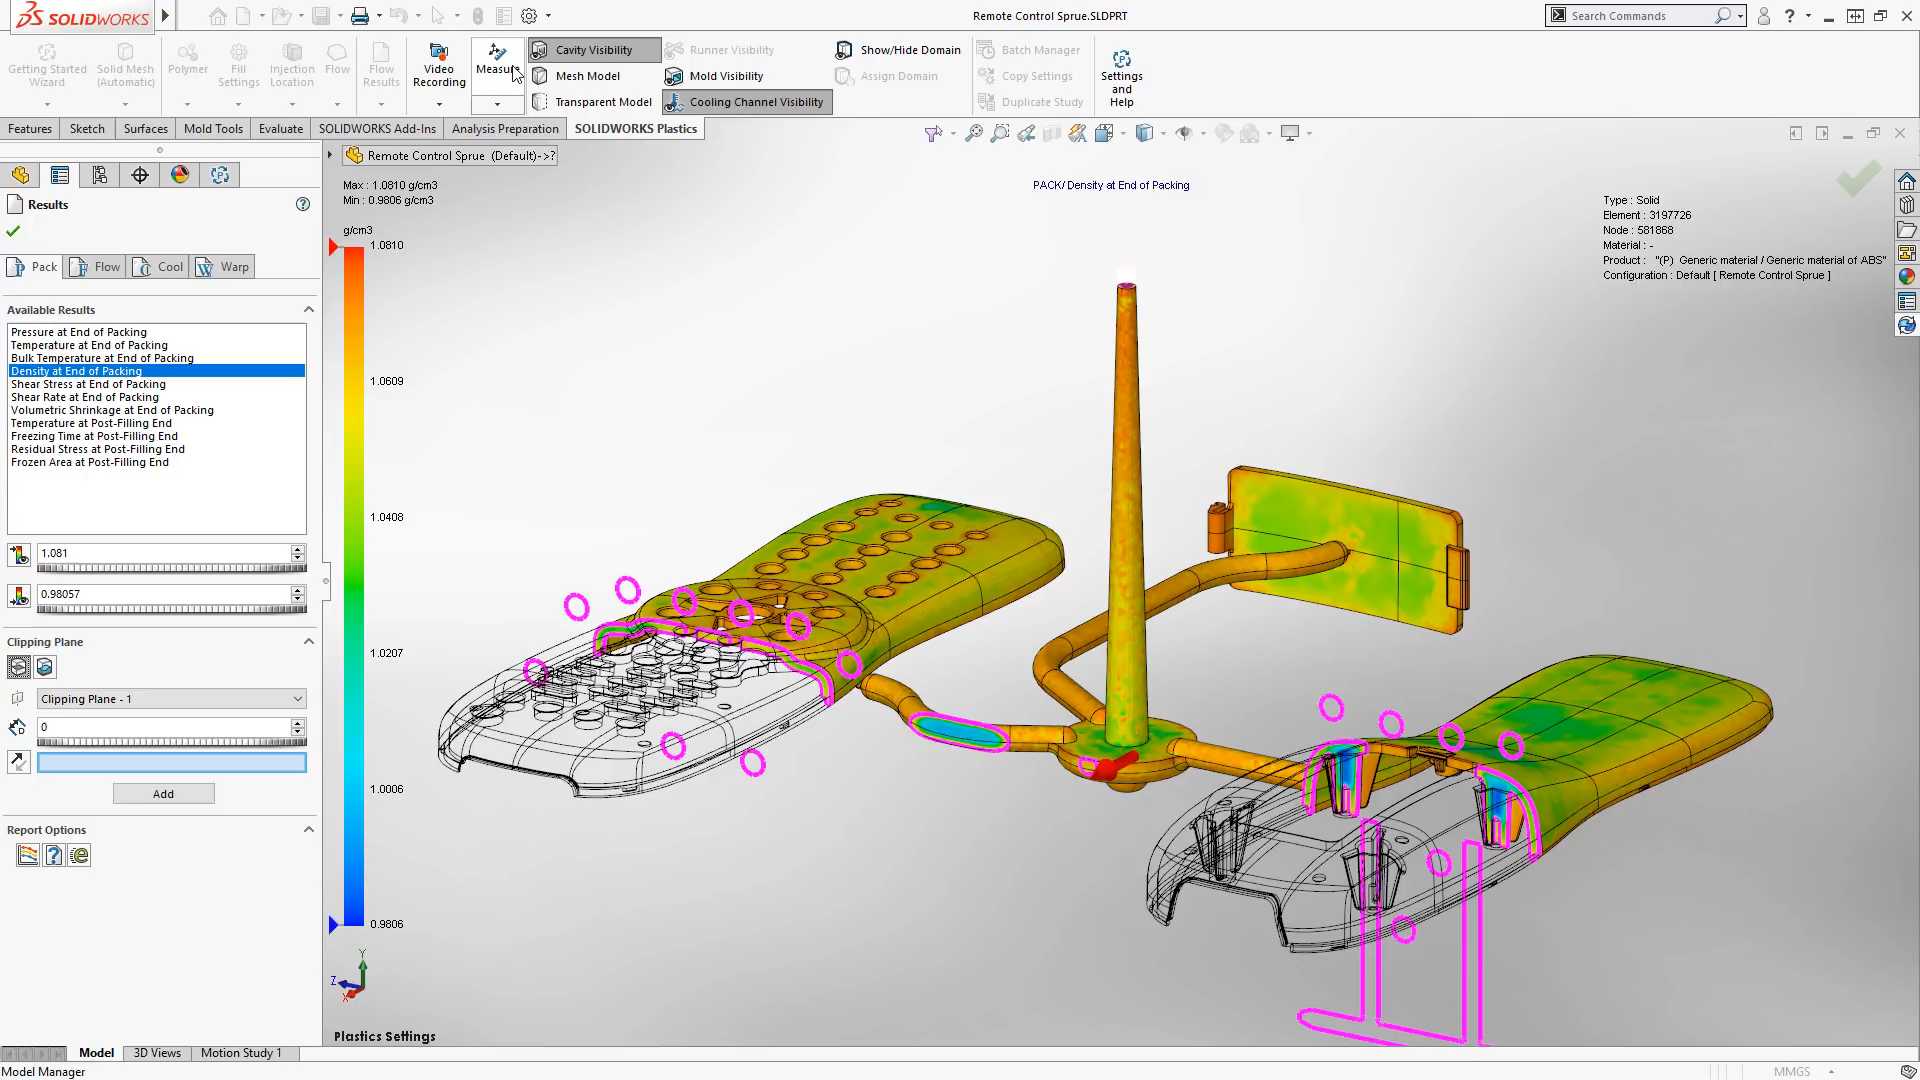 SOLIDWORKS
Remote Control Sprue.SLDPRT
Search Commands
Getting Started Wizard
Solid Mesh (Automatic)
Polymer
Fill Settings
Injection Location
Flow
Flow Results
Video Recording
Measure
Cavity Visibility
Mesh Model
Transparent Model
Runner Visibility
Mold Visibility
Cooling Channel Visibility
Show/Hide Domain
Assign Domain
Batch Manager
Copy Settings
Duplicate Study
Settings and Help
Features
Sketch
Surfaces
Mold Tools
Evaluate
SOLIDWORKS Add-Ins
Analysis Preparation
SOLIDWORKS Plastics
Remote Control Sprue (Default)->?
Results
Pack
Flow
Cool
Warp
Available Results
Pressure at End of Packing
Temperature at End of Packing
Bulk Temperature at End of Packing
Density at End of Packing
Shear Stress at End of Packing
Shear Rate at End of Packing
Volumetric Shrinkage at End of Packing
Temperature at Post-Filling End
Freezing Time at Post-Filling End
Residual Stress at Post-Filling End
Frozen Area at Post-Filling End
1.081
0.98057
Clipping Plane
Clipping Plane - 1
0
Add
Report Options
Max : 1.0810 g/cm3
Min : 0.9806 g/cm3
g/cm3
1.0810
1.0609
1.0408
1.0207
1.0006
0.9806
PACK/ Density at End of Packing
Type : Solid
Element : 3197726
Node : 581868
Material : -
Product : "(P) Generic material / Generic material of ABS"
Configuration : Default [ Remote Control Sprue ]
Y
Z
X
Plastics Settings
Model
3D Views
Motion Study 1
Model Manager
MMGS